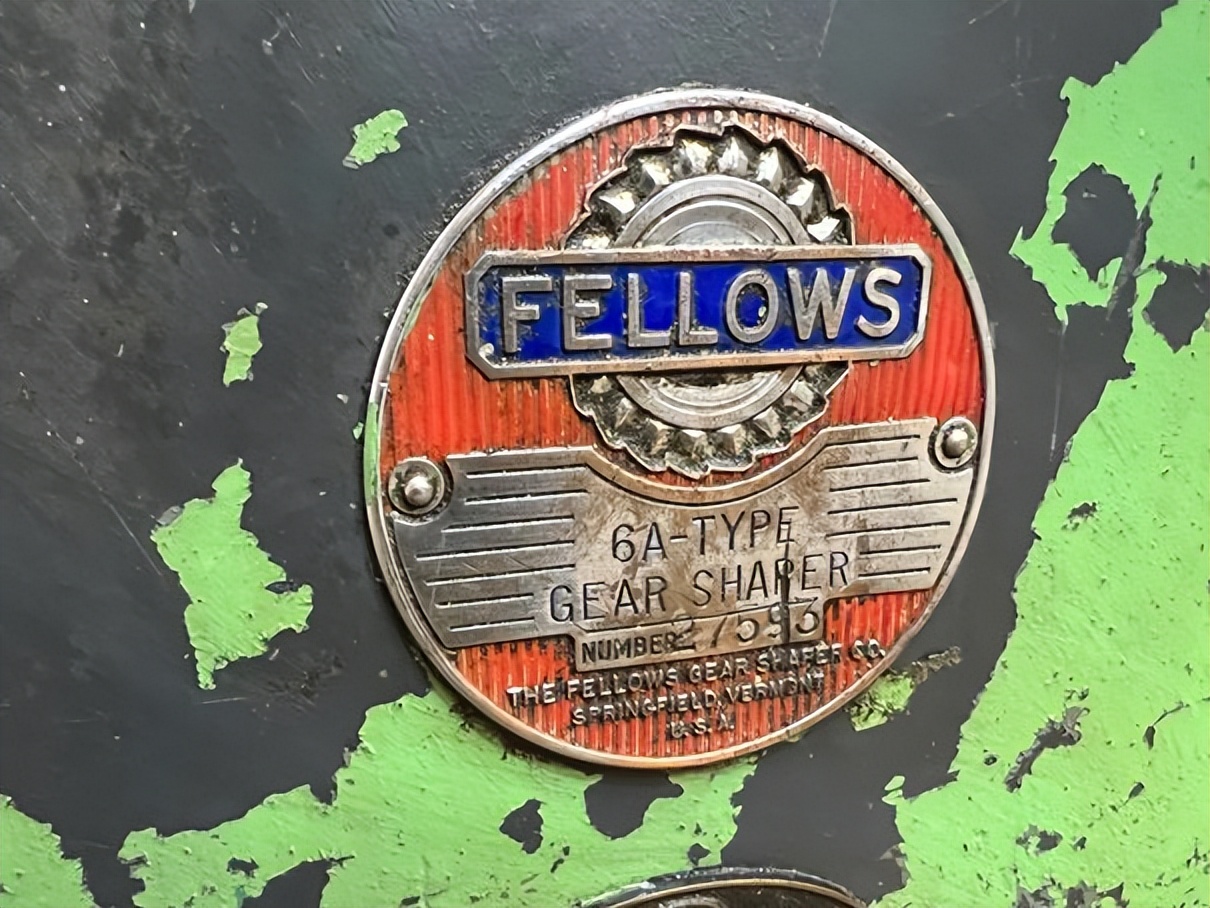 FELLOWS
6A-TYPE
GEAR SHAPER
NUMBER 27593
THE FELLOWS GEAR SHAPER CO.
SPRINGFIELD, VERMONT
U.S.A.